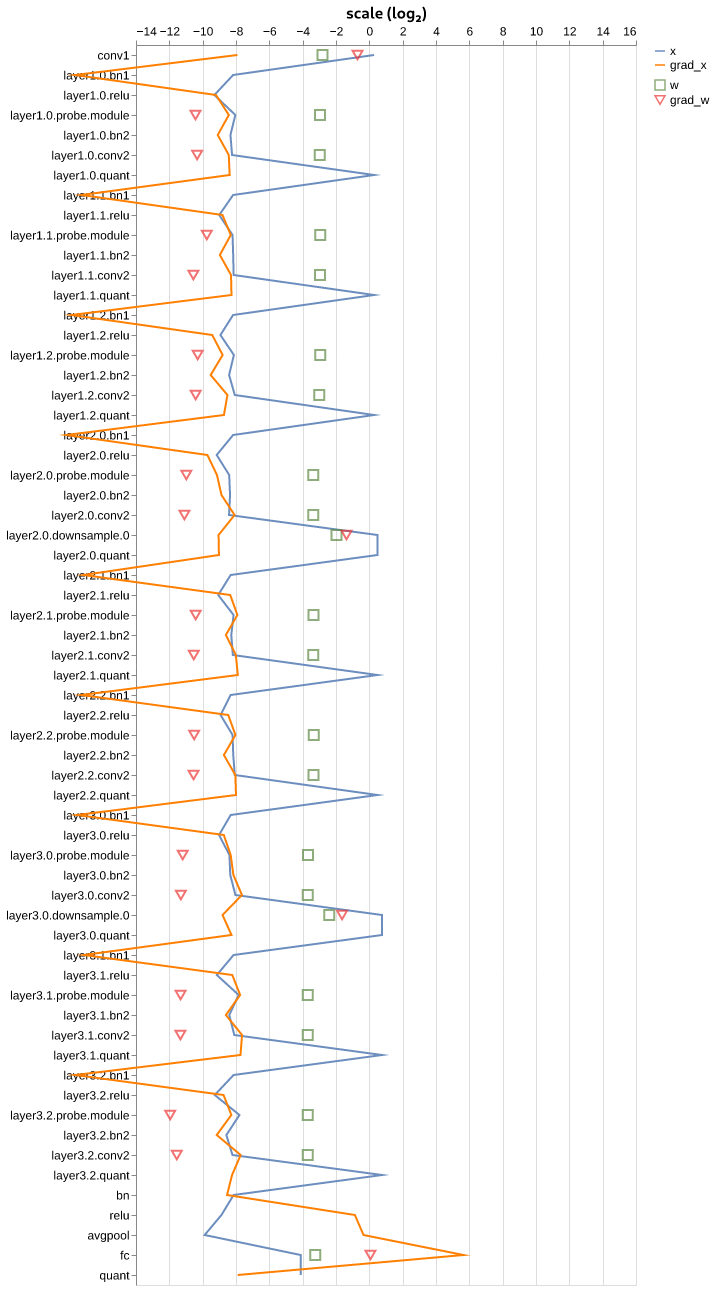 scale (log₂)
−14 −12 −10 −8 −6 −4 −2 0 2 4 6 8 10 12 14 16
x
grad_x
w
grad_w
conv1
layer1.0.bn1
layer1.0.relu
layer1.0.probe.module
layer1.0.bn2
layer1.0.conv2
layer1.0.quant
layer1.1.bn1
layer1.1.relu
layer1.1.probe.module
layer1.1.bn2
layer1.1.conv2
layer1.1.quant
layer1.2.bn1
layer1.2.relu
layer1.2.probe.module
layer1.2.bn2
layer1.2.conv2
layer1.2.quant
layer2.0.bn1
layer2.0.relu
layer2.0.probe.module
layer2.0.bn2
layer2.0.conv2
layer2.0.downsample.0
layer2.0.quant
layer2.1.bn1
layer2.1.relu
layer2.1.probe.module
layer2.1.bn2
layer2.1.conv2
layer2.1.quant
layer2.2.bn1
layer2.2.relu
layer2.2.probe.module
layer2.2.bn2
layer2.2.conv2
layer2.2.quant
layer3.0.bn1
layer3.0.relu
layer3.0.probe.module
layer3.0.bn2
layer3.0.conv2
layer3.0.downsample.0
layer3.0.quant
layer3.1.bn1
layer3.1.relu
layer3.1.probe.module
layer3.1.bn2
layer3.1.conv2
layer3.1.quant
layer3.2.bn1
layer3.2.relu
layer3.2.probe.module
layer3.2.bn2
layer3.2.conv2
layer3.2.quant
bn
relu
avgpool
fc
quant